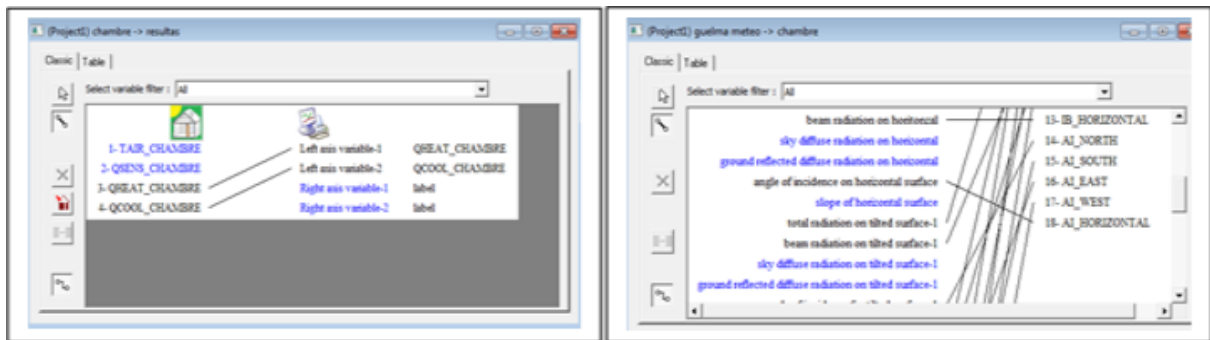 (Project1) chambre -> resultas
Classic Table
Select variable filter : All
1- TAIR_CHAMBRE Left axis variable-1 QHEAT_CHAMBRE
2- QSENS_CHAMBRE Left axis variable-2 QCOOL_CHAMBRE
3- QHEAT_CHAMBRE Right axis variable-1 label
4- QCOOL_CHAMBRE Right axis variable-2 label
(Project1) guelma meteo -> chambre
Classic Table
Select variable filter : All
beam radiation on horizontal 13- IB_HORIZONTAL
sky diffuse radiation on horizontal 14- AI_NORTH
ground reflected diffuse radiation on horizontal 15- AI_SOUTH
angle of incidence on horizontal surface 16- AI_EAST
slope of horizontal surface 17- AI_WEST
total radiation on tilted surface-1 18- AI_HORIZONTAL
beam radiation on tilted surface-1
sky diffuse radiation on tilted surface-1
ground reflected diffuse radiation on tilted surface-1